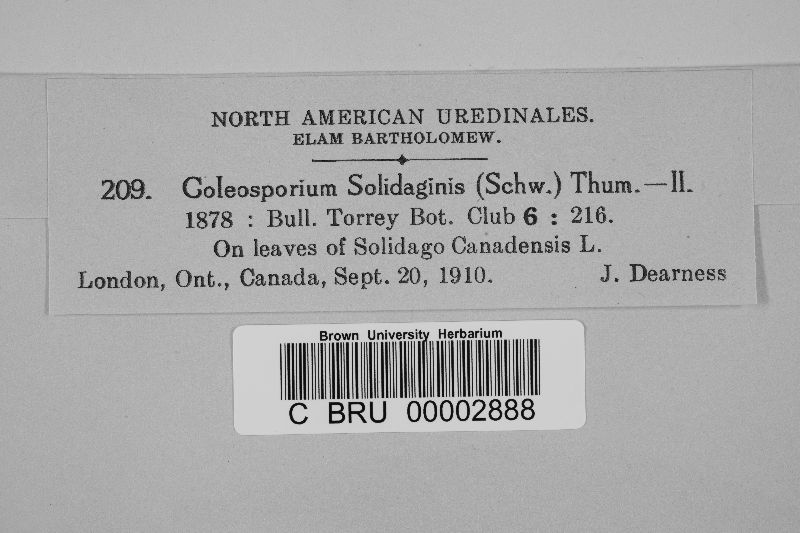 NORTH AMERICAN UREDINALES.
ELAM BARTHOLOMEW.
209. Coleosporium Solidaginis (Schw.) Thum.—II.
1878 : Bull. Torrey Bot. Club 6 : 216.
On leaves of Solidago Canadensis L.
London, Ont., Canada, Sept. 20, 1910. J. Dearness
Brown University Herbarium
C BRU 00002888